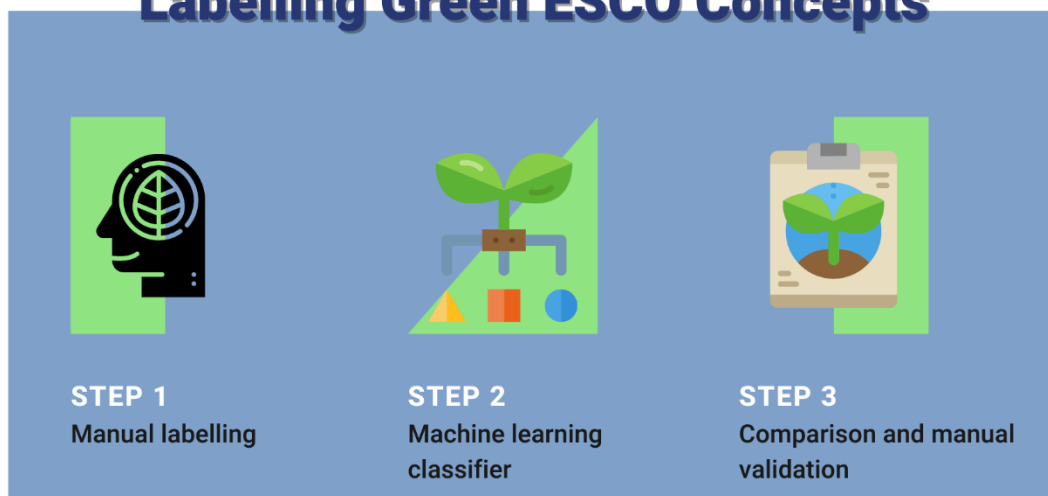 Labelling Green ESCO Concepts
STEP 1
Manual labelling
STEP 2
Machine learning
classifier
STEP 3
Comparison and manual
validation